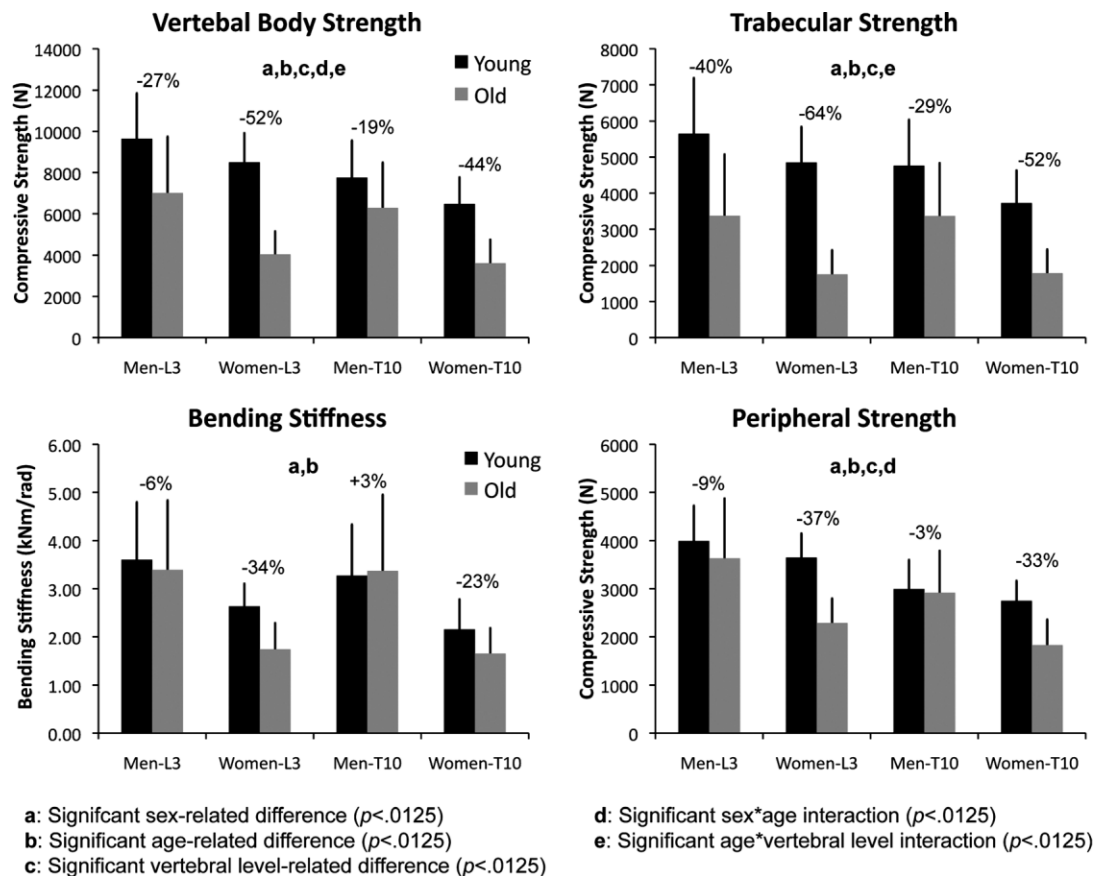 Vertebal Body Strength
14000
12000
10000
8000
6000
4000
2000
0
Compressive Strength (N)
a,b,c,d,e
Young
Old
-27%
-52%
-19%
-44%
Men-L3 Women-L3 Men-T10 Women-T10
Trabecular Strength
8000
7000
6000
5000
4000
3000
2000
1000
0
Compressive Strength (N)
a,b,c,e
-40%
-64%
-29%
-52%
Men-L3 Women-L3 Men-T10 Women-T10
Bending Stiffness
6.00
5.00
4.00
3.00
2.00
1.00
0.00
Bending Stiffness (kNm/rad)
a,b
Young
Old
-6%
-34%
+3%
-23%
Men-L3 Women-L3 Men-T10 Women-T10
Peripheral Strength
6000
5000
4000
3000
2000
1000
0
Compressive Strength (N)
a,b,c,d
-9%
-37%
-3%
-33%
Men-L3 Women-L3 Men-T10 Women-T10
a: Signifcant sex-related difference (p<.0125)
b: Significant age-related difference (p<.0125)
c: Significant vertebral level-related difference (p<.0125)
d: Significant sex*age interaction (p<.0125)
e: Significant age*vertebral level interaction (p<.0125)